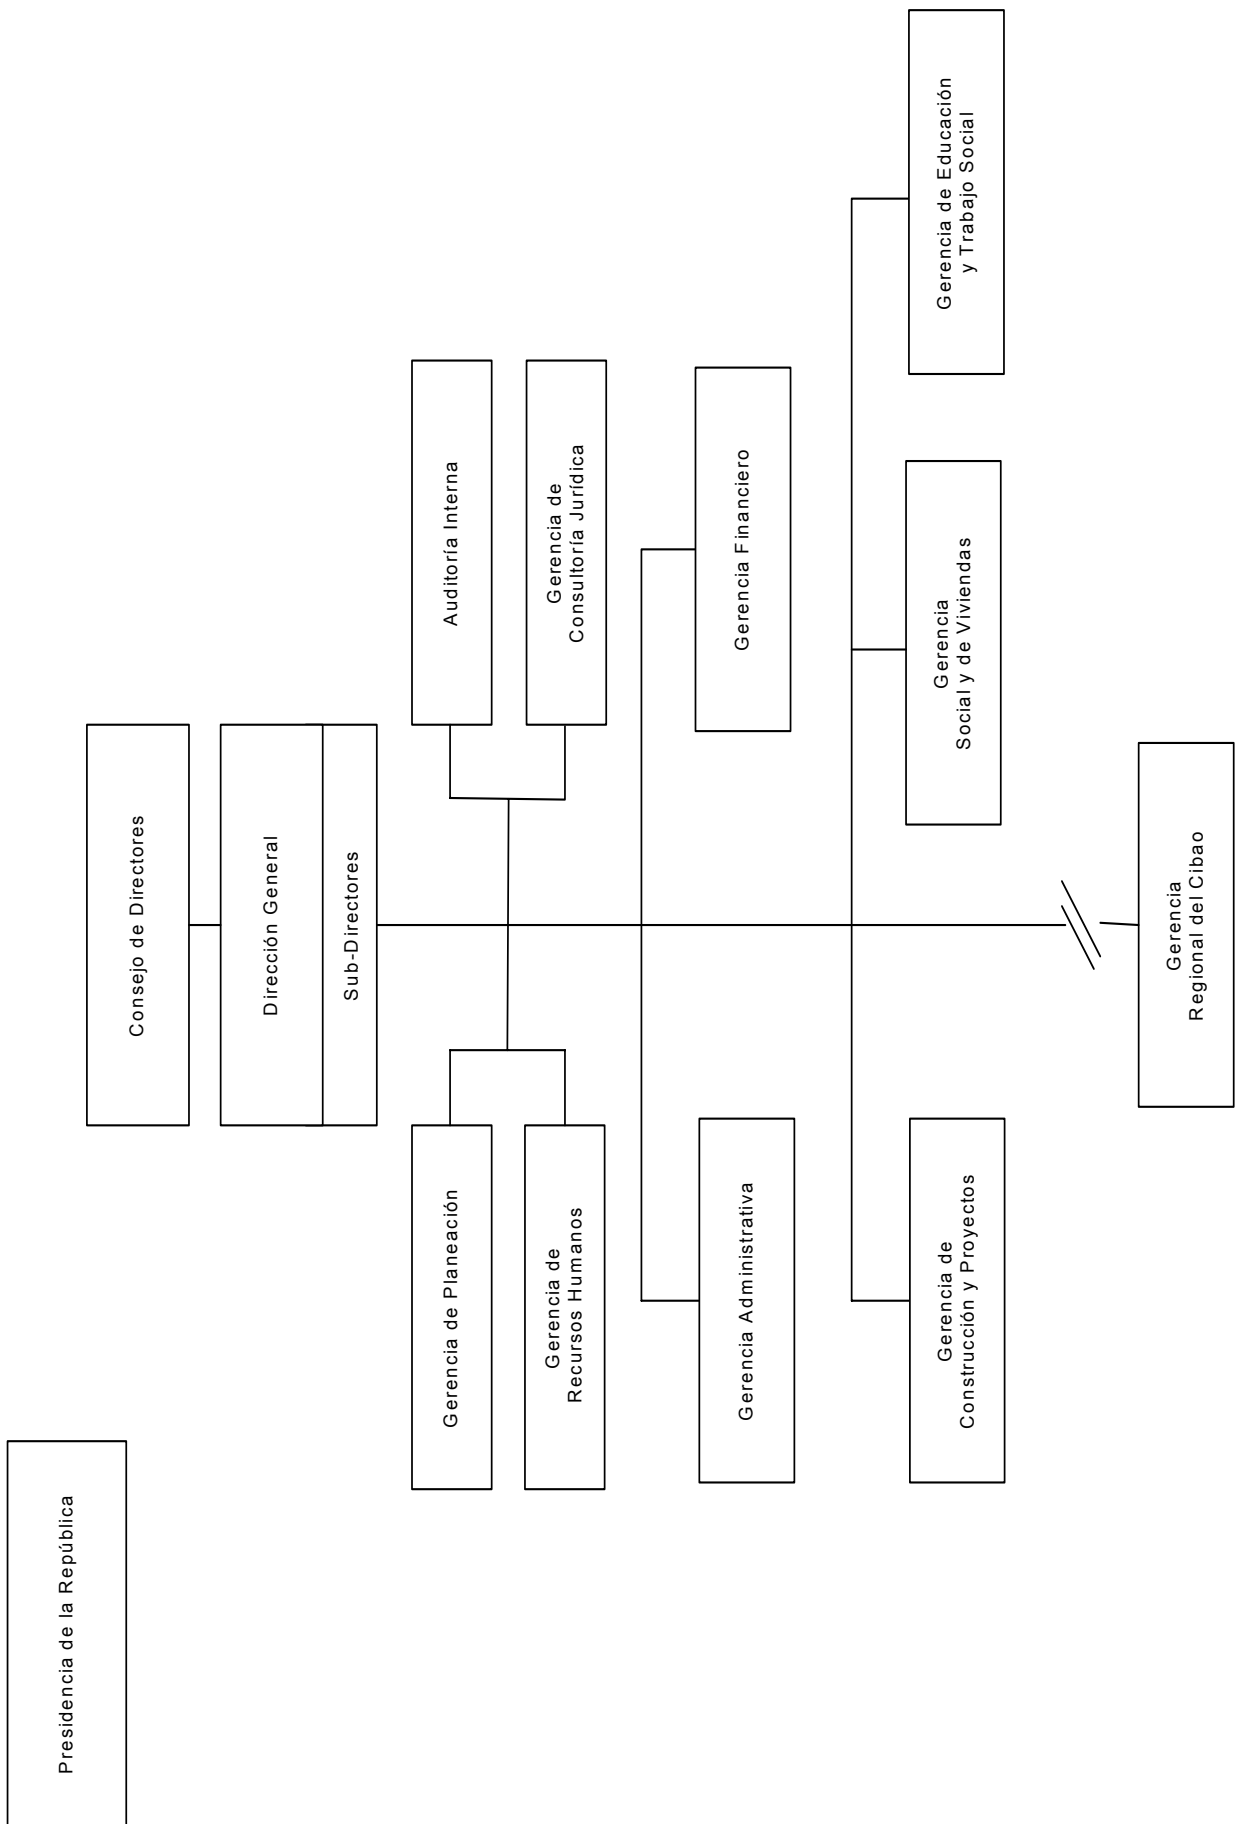 Presidencia de la República
Consejo de Directores
Dirección General
Sub-Directores
Gerencia de Planeación
Auditoría Interna
Gerencia de
Recursos Humanos
Gerencia de
Consultoría Jurídica
Gerencia Administrativa
Gerencia Financiero
Gerencia de
Construcción y Proyectos
Gerencia
Social y de Viviendas
Gerencia de Educación
y Trabajo Social
Gerencia
Regional del Cibao